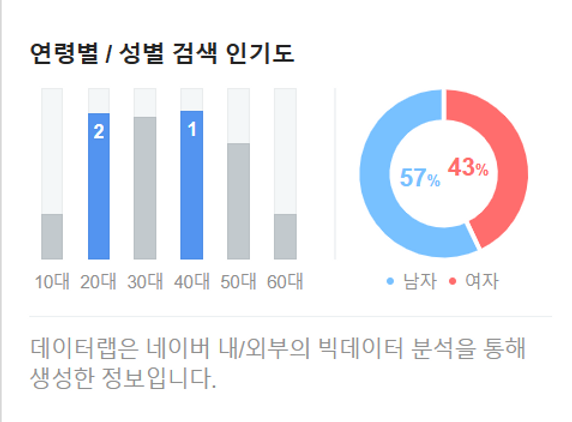 연령별 / 성별 검색 인기도
2
1
57%
43%
10대 20대 30대 40대 50대 60대
남자 여자
데이터랩은 네이버 내/외부의 빅데이터 분석을 통해
생성한 정보입니다.